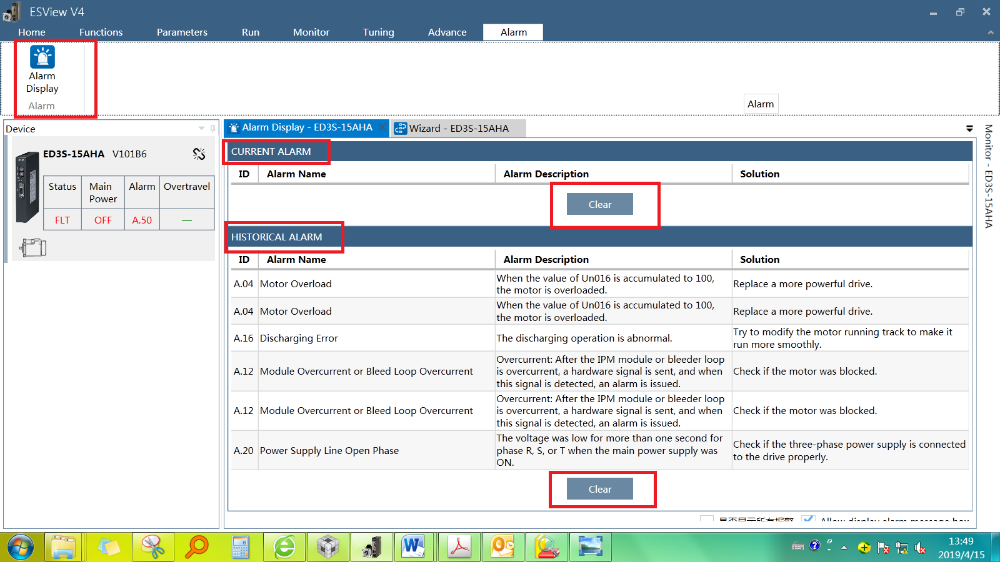 ESView V4
Home Functions Parameters Run Monitor Tuning Advance Alarm
Alarm
Display
Alarm
Alarm
Device
ED3S-15AHA V101B6
Status Main Power Alarm Overtravel
FLT OFF A.50 —
Alarm Display - ED3S-15AHA Wizard - ED3S-15AHA
CURRENT ALARM
ID Alarm Name Alarm Description Solution
Clear
HISTORICAL ALARM
ID Alarm Name Alarm Description Solution
A.04 Motor Overload When the value of Un016 is accumulated to 100,
the motor is overloaded. Replace a more powerful drive.
A.04 Motor Overload When the value of Un016 is accumulated to 100,
the motor is overloaded. Replace a more powerful drive.
A.16 Discharging Error The discharging operation is abnormal. Try to modify the motor running track to make it
run more smoothly.
A.12 Module Overcurrent or Bleed Loop Overcurrent Overcurrent: After the IPM module or bleeder loop
is overcurrent, a hardware signal is sent, and when
this signal is detected, an alarm is issued. Check if the motor was blocked.
A.12 Module Overcurrent or Bleed Loop Overcurrent Overcurrent: After the IPM module or bleeder loop
is overcurrent, a hardware signal is sent, and when
this signal is detected, an alarm is issued. Check if the motor was blocked.
A.20 Power Supply Line Open Phase The voltage was low for more than one second for
phase R, S, or T when the main power supply was
ON. Check if the three-phase power supply is connected
to the drive properly.
Clear
是否显示所有报警 Allow display alarm message box
Monitor - ED3S-15AHA
13:49
2019/4/15